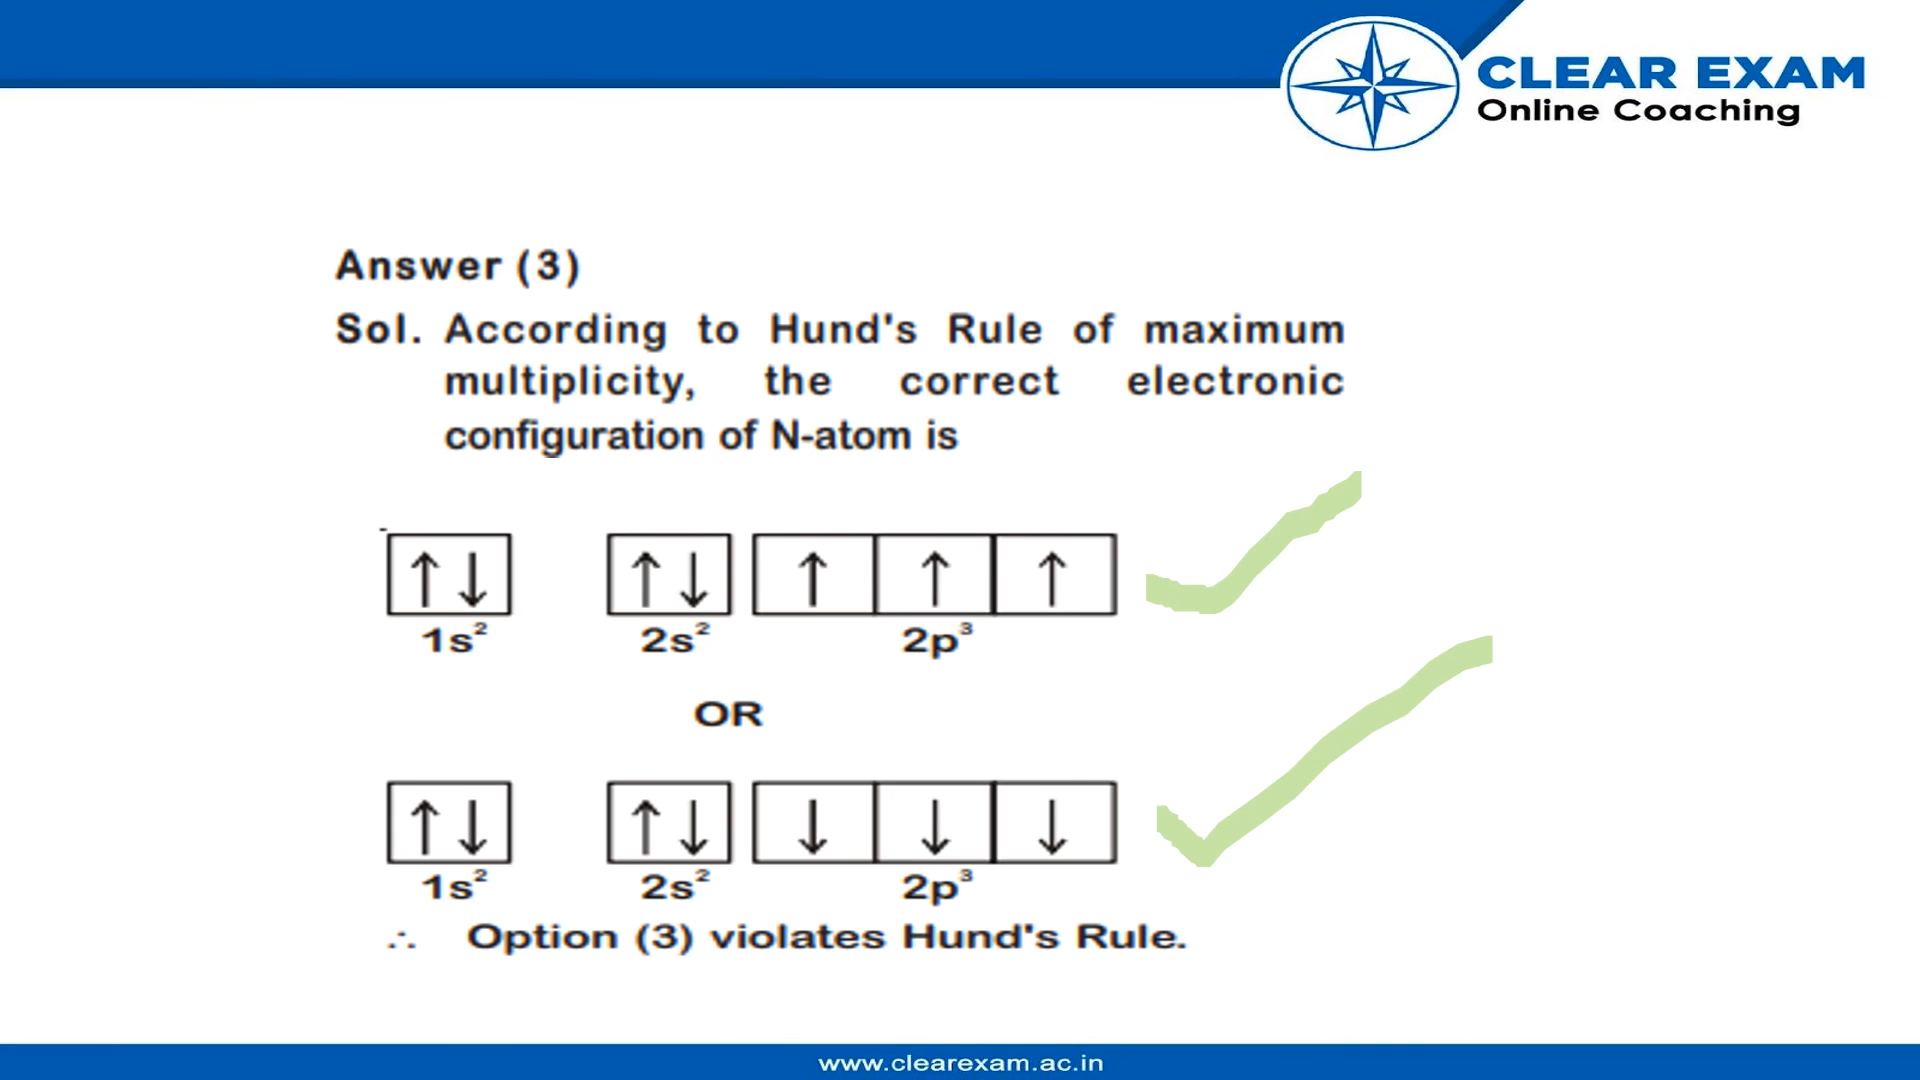 CLEAR EXAM
Online Coaching
Answer (3)
Sol. According to Hund's Rule of maximum
multiplicity, the correct electronic
configuration of N-atom is
↑↓ ↑↓ ↑ ↑ ↑
1s² 2s² 2p³
OR
↑↓ ↑↓ ↓ ↓ ↓
1s² 2s² 2p³
∴ Option (3) violates Hund's Rule.
www.clearexam.ac.in